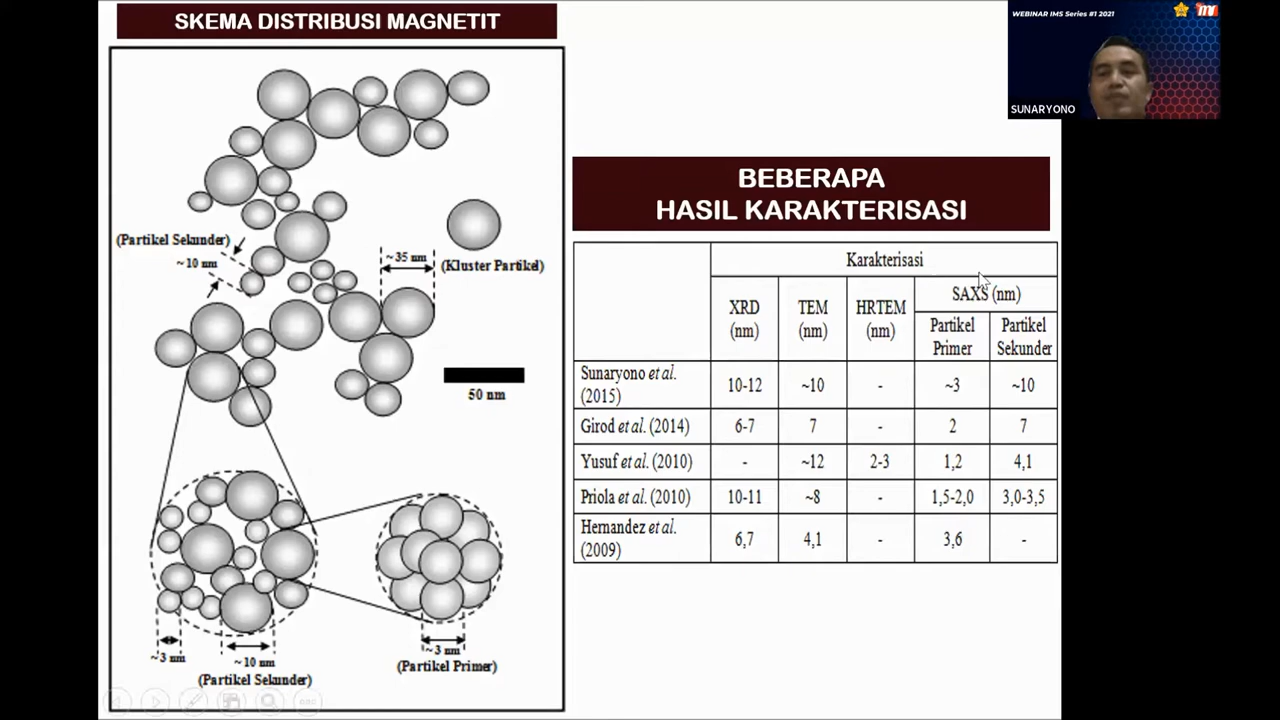 SKEMA DISTRIBUSI MAGNETIT
(Partikel Sekunder)
~ 10 nm
~ 35 nm
(Kluster Partikel)
50 nm
~ 3 nm
~ 10 nm
(Partikel Sekunder)
~ 3 nm
(Partikel Primer)
WEBINAR IMS Series #1 2021
SUNARYONO
BEBERAPA
HASIL KARAKTERISASI
Karakterisasi
XRD (nm) TEM (nm) HRTEM (nm) SAXS (nm)
Partikel Primer Partikel Sekunder
Sunaryono et al. (2015) 10-12 ~10 - ~3 ~10
Girod et al. (2014) 6-7 7 - 2 7
Yusuf et al. (2010) - ~12 2-3 1,2 4,1
Priola et al. (2010) 10-11 ~8 - 1,5-2,0 3,0-3,5
Hernandez et al. (2009) 6,7 4,1 - 3,6 -